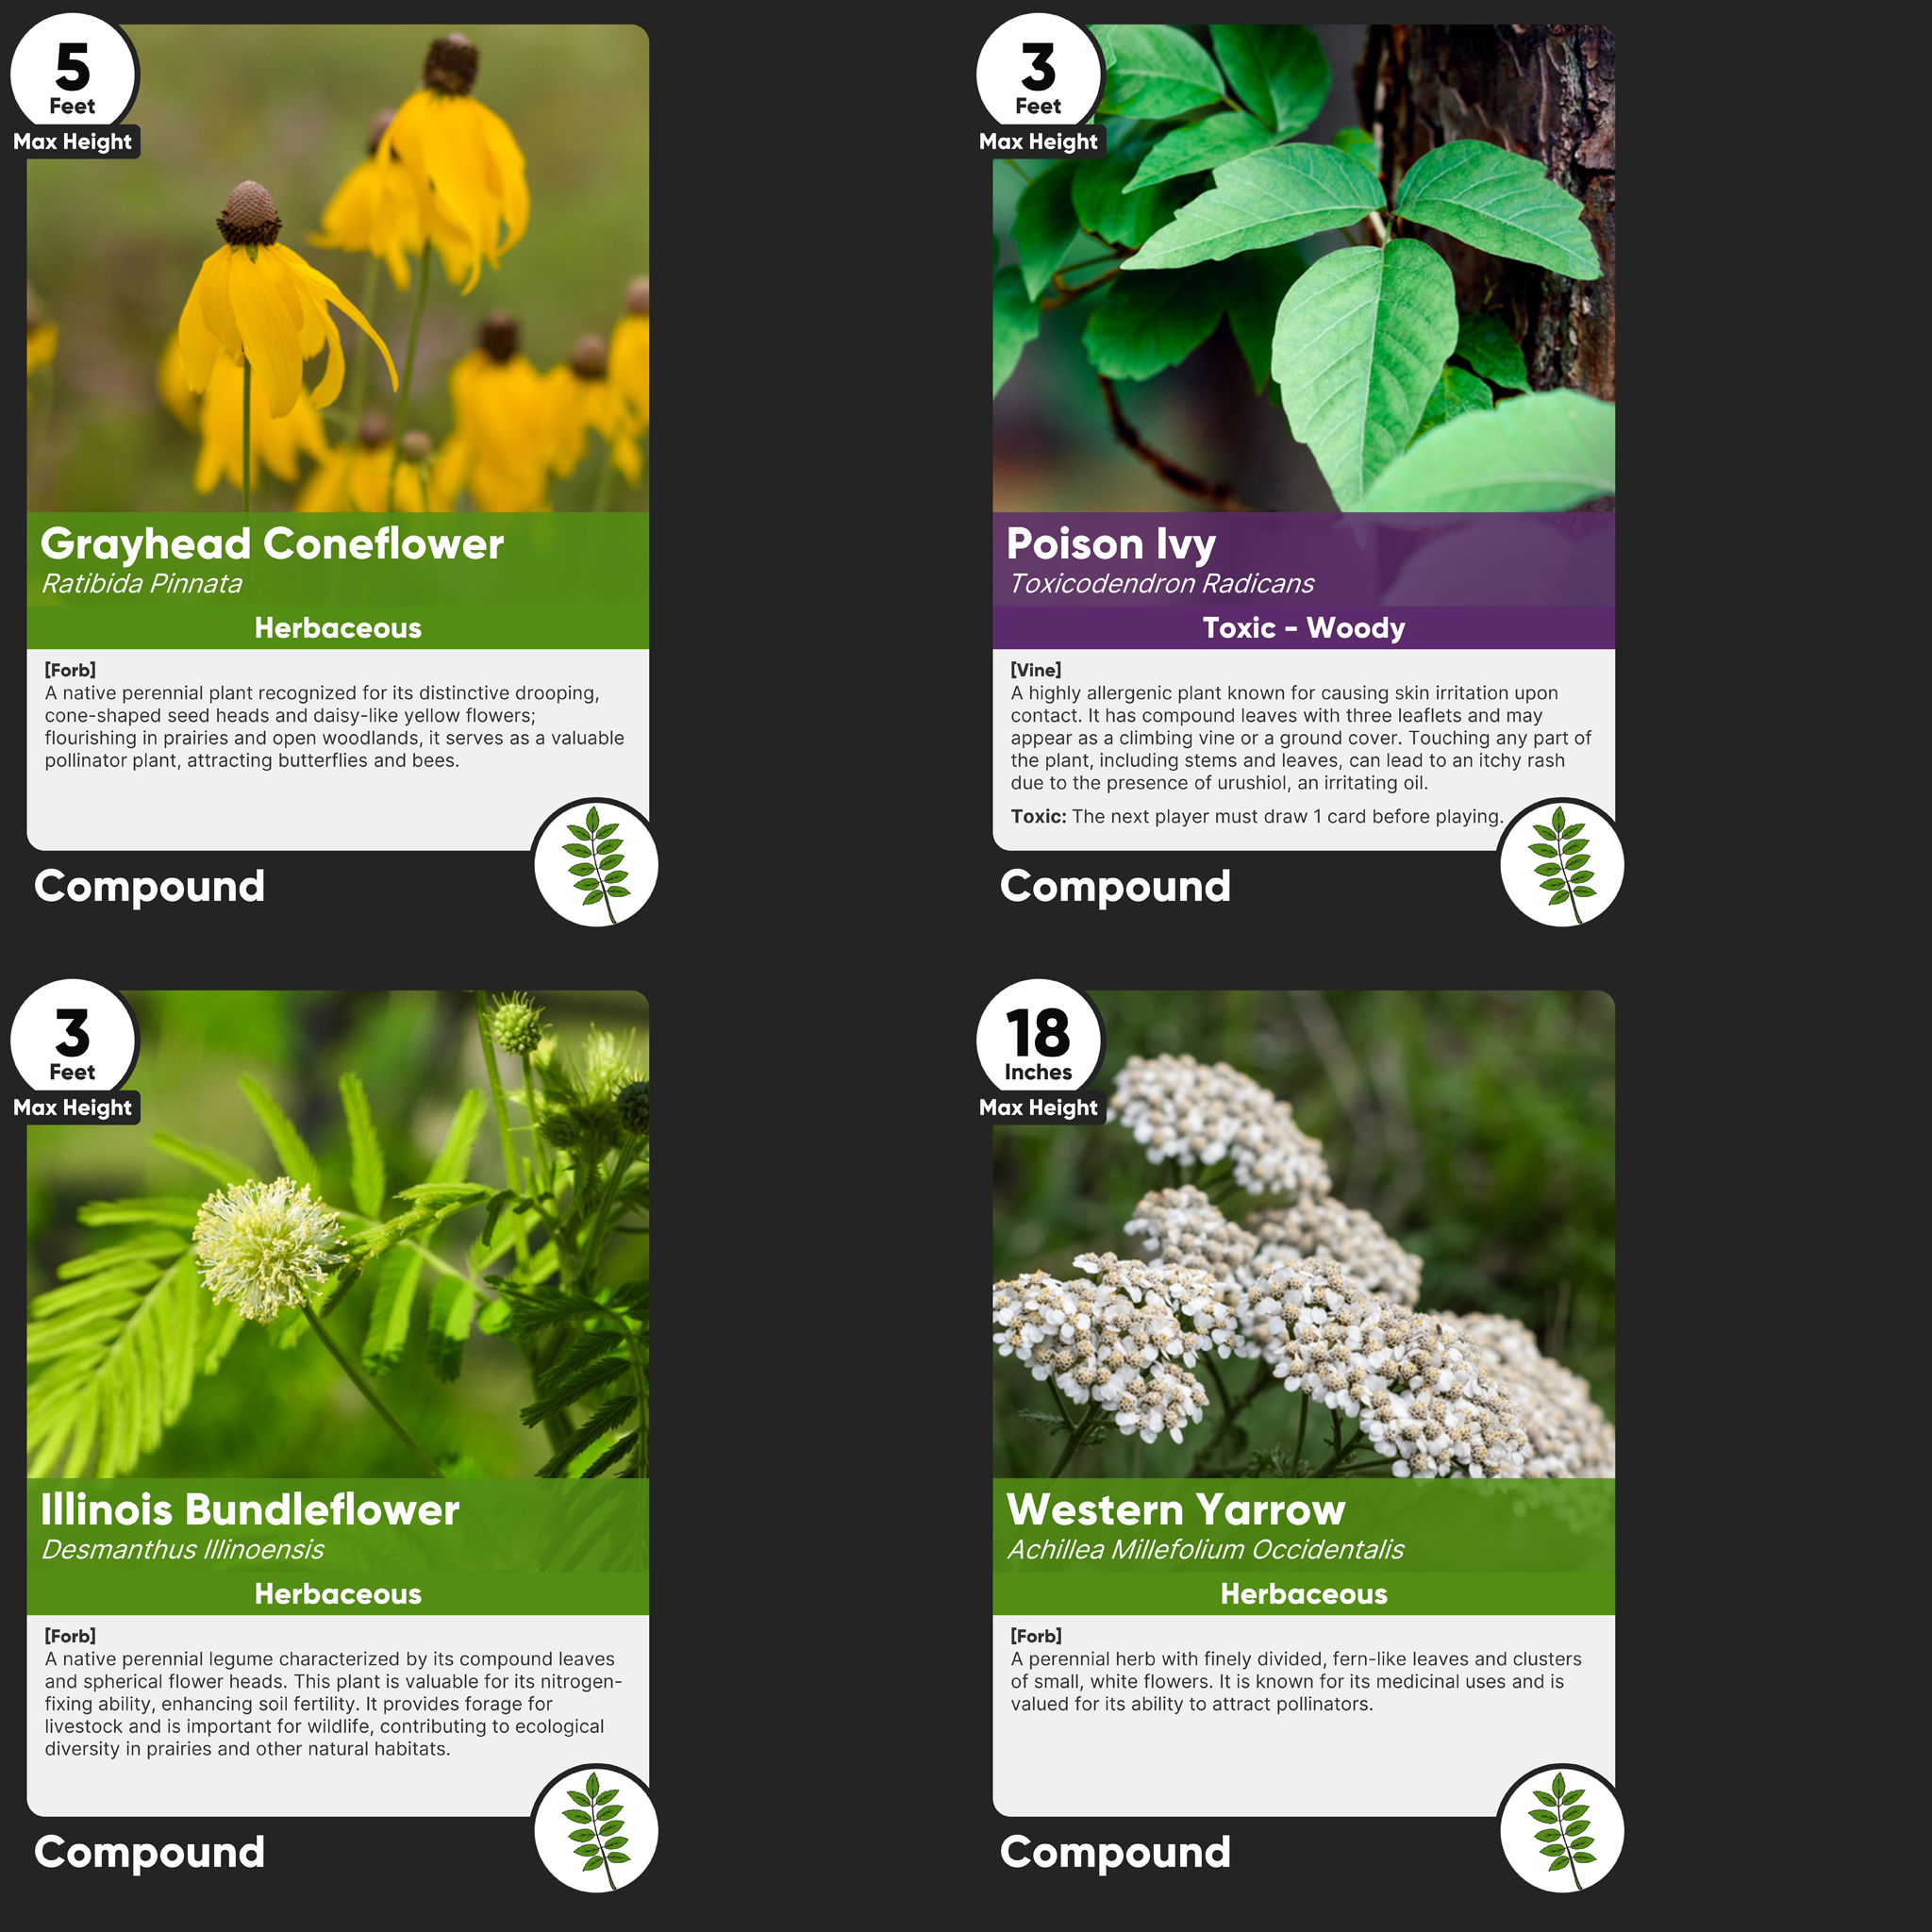 5
Feet
Max Height
Grayhead Coneflower
Ratibida Pinnata
Herbaceous
[Forb]
A native perennial plant recognized for its distinctive drooping,
cone-shaped seed heads and daisy-like yellow flowers;
flourishing in prairies and open woodlands, it serves as a valuable
pollinator plant, attracting butterflies and bees.
Compound
3
Feet
Max Height
Poison Ivy
Toxicodendron Radicans
Toxic - Woody
[Vine]
A highly allergenic plant known for causing skin irritation upon
contact. It has compound leaves with three leaflets and may
appear as a climbing vine or a ground cover. Touching any part of
the plant, including stems and leaves, can lead to an itchy rash
due to the presence of urushiol, an irritating oil.
Toxic: The next player must draw 1 card before playing.
Compound
3
Feet
Max Height
Illinois Bundleflower
Desmanthus Illinoensis
Herbaceous
[Forb]
A native perennial legume characterized by its compound leaves
and spherical flower heads. This plant is valuable for its nitrogen-
fixing ability, enhancing soil fertility. It provides forage for
livestock and is important for wildlife, contributing to ecological
diversity in prairies and other natural habitats.
Compound
18
Inches
Max Height
Western Yarrow
Achillea Millefolium Occidentalis
Herbaceous
[Forb]
A perennial herb with finely divided, fern-like leaves and clusters
of small, white flowers. It is known for its medicinal uses and is
valued for its ability to attract pollinators.
Compound